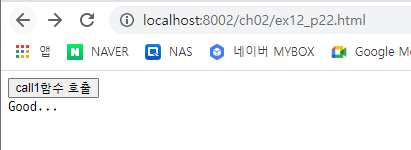 localhost:8002/ch02/ex12_p22.html
앱 NAVER NAS 네이버 MYBOX Google Me
call1함수 호출
Good...